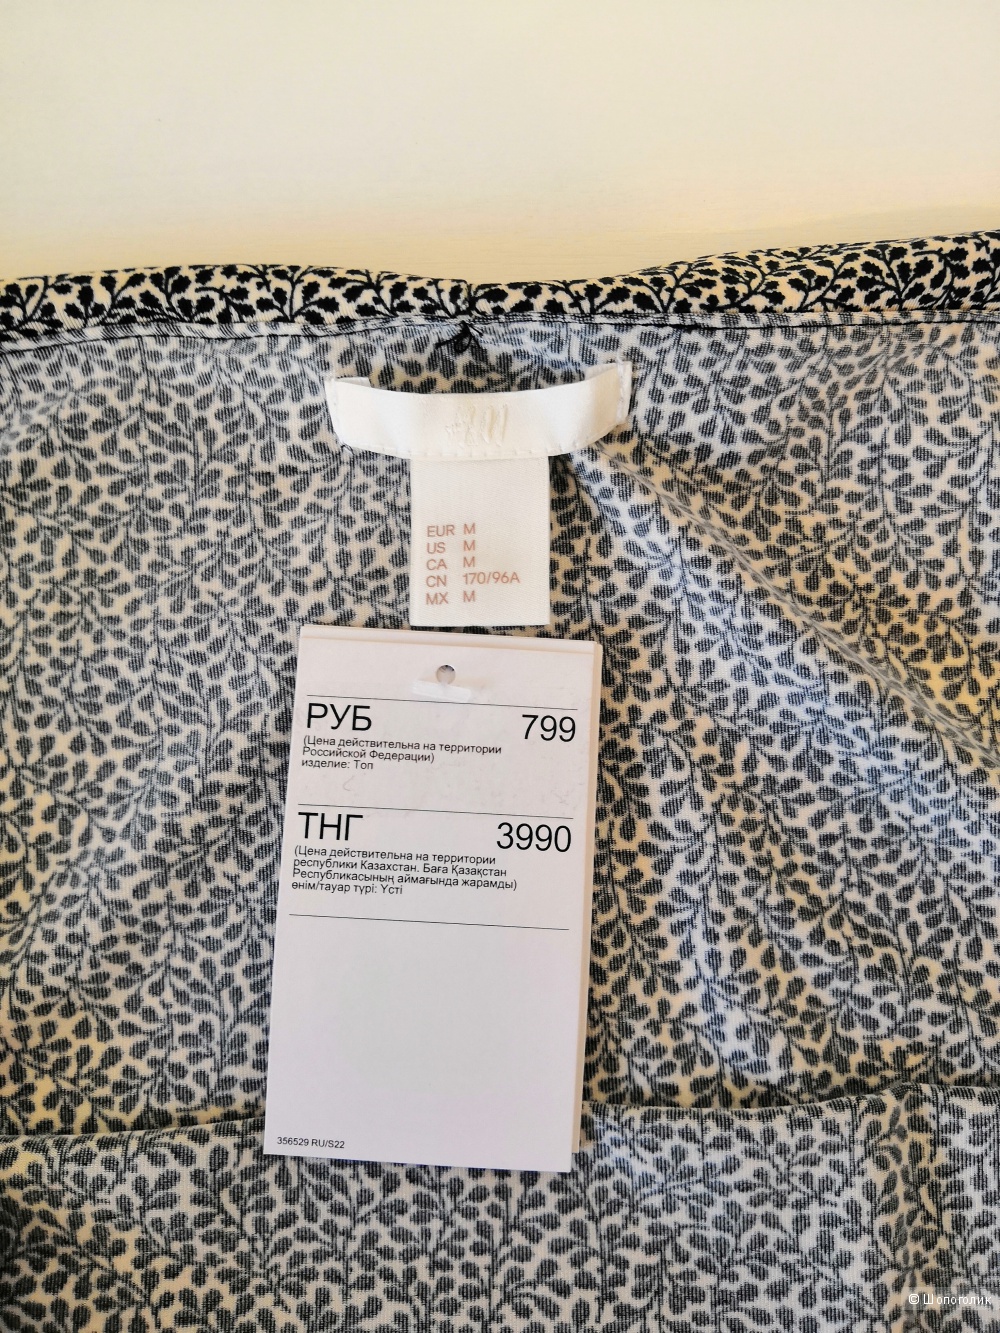 H&M
EUR M
US M
CA M
CN 170/96A
MX M
РУБ 799
(Цена действительна на территории
Российской Федерации)
изделие: Топ
ТНГ 3990
(Цена действительна на территории
республики Казахстан. Баға Қазақстан
Республикасының аймағында жарамды)
өнім/тауар түрі: Үсті
356529 RU/S22
© Шопоголик